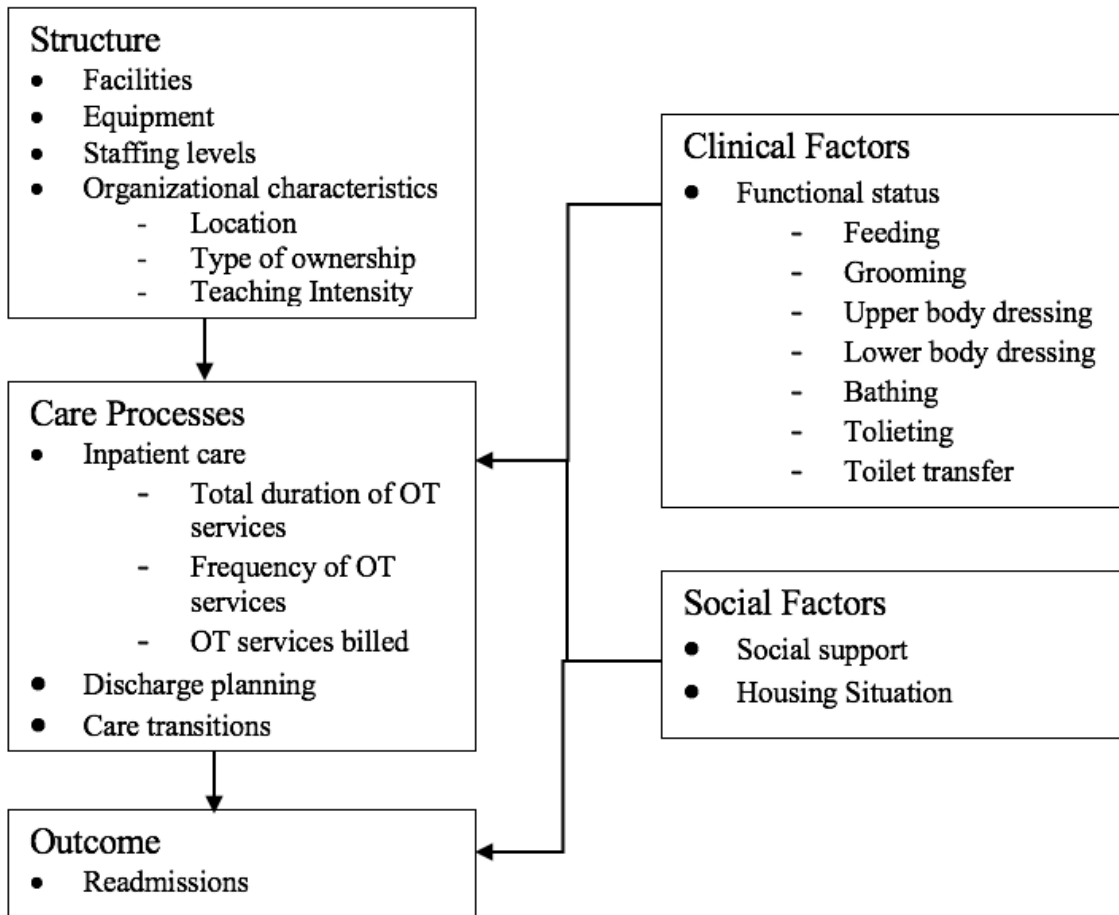 Structure
● Facilities
● Equipment
● Staffing levels
● Organizational characteristics
- Location
- Type of ownership
- Teaching Intensity
Care Processes
● Inpatient care
- Total duration of OT
services
- Frequency of OT
services
- OT services billed
● Discharge planning
● Care transitions
Outcome
● Readmissions
Clinical Factors
● Functional status
- Feeding
- Grooming
- Upper body dressing
- Lower body dressing
- Bathing
- Tolieting
- Toilet transfer
Social Factors
● Social support
● Housing Situation